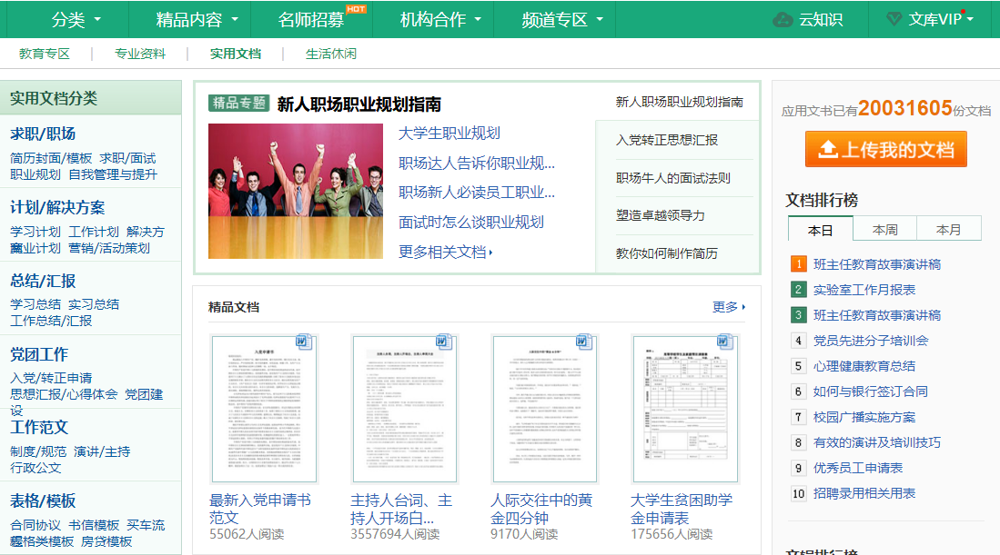 分类 精品内容 名师招募 HOT 机构合作 频道专区 云知识 文库VIP
教育专区 专业资料 实用文档 生活休闲
实用文档分类
求职/职场
简历封面/模板 求职/面试
职业规划 自我管理与提升
计划/解决方案
学习计划 工作计划 解决方
商业计划 营销/活动策划
总结/汇报
学习总结 实习总结
工作总结/汇报
党团工作
入党/转正申请
思想汇报/心得体会 党团建
设
工作范文
制度/规范 演讲/主持
行政公文
表格/模板
合同协议 书信模板 买车流
表格类模板 房贷模板
精品专题 新人职场职业规划指南
大学生职业规划
职场达人告诉你职业规...
职场新人必读员工职业...
面试时怎么谈职业规划
更多相关文档
新人职场职业规划指南
入党转正思想汇报
职场牛人的面试法则
塑造卓越领导力
教你如何制作简历
精品文档 更多
入党申请书
最新入党申请书
范文
55062人阅读
主持人台词、主
持人开场白...
3557694人阅读
人际交往中的黄
金四分钟
9170人阅读
大学生贫困助学
金申请表
175656人阅读
应用文书已有20031605份文档
上传我的文档
文档排行榜
本日 本周 本月
1 班主任教育故事演讲稿
2 实验室工作月报表
3 班主任教育故事演讲稿
4 党员先进分子培训会
5 心理健康教育总结
6 如何与银行签订合同
7 校园广播实施方案
8 有效的演讲及培训技巧
9 优秀员工申请表
10 招聘录用相关用表